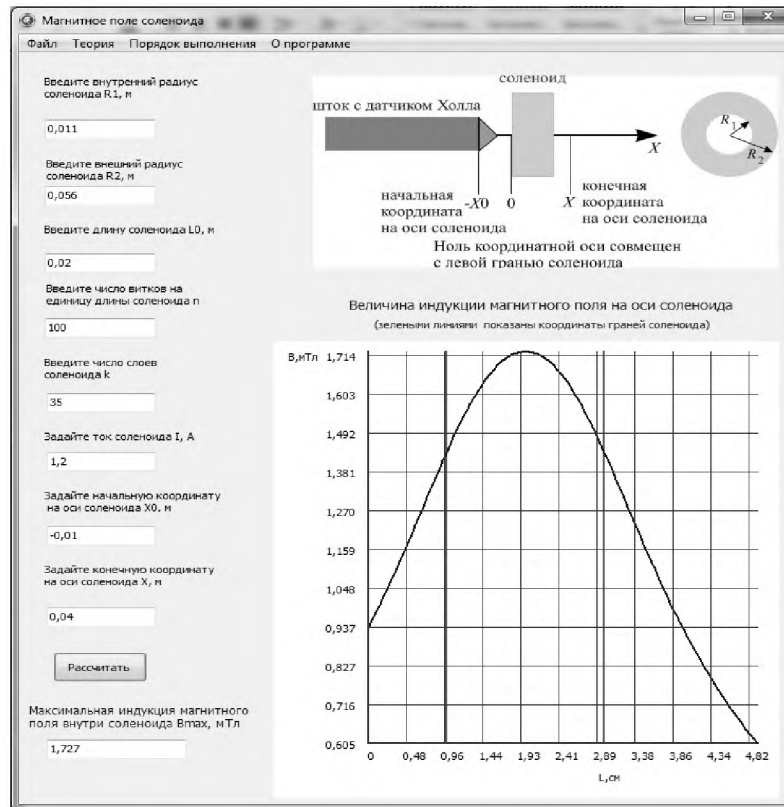 Магнитное поле соленоида
Файл Теория Порядок выполнения О программе
Введите внутренний радиус
соленоида R1, м
0,011
Введите внешний радиус
соленоида R2, м
0,056
Введите длину соленоида L0, м
0,02
Введите число витков на
единицу длины соленоида n
100
Введите число слоев
соленоида k
35
Задайте ток соленоида I, А
1,2
Задайте начальную координату
на оси соленоида X0, м
-0,01
Задайте конечную координату
на оси соленоида X, м
0,04
Рассчитать
Максимальная индукция магнитного
поля внутри соленоида Bmax, мТл
1,727
соленоид
шток с датчиком Холла
R1
R2
X
начальная
координата
на оси соленоида
-X0
0
X
конечная
координата
на оси соленоида
Ноль координатной оси совмещен
с левой гранью соленоида
Величина индукции магнитного поля на оси соленоида
(зелеными линиями показаны координаты граней соленоида)
B,мТл
1,714
1,603
1,492
1,381
1,270
1,159
1,048
0,937
0,827
0,716
0,605
0 0,48 0,96 1,44 1,93 2,41 2,89 3,38 3,86 4,34 4,82
L,см